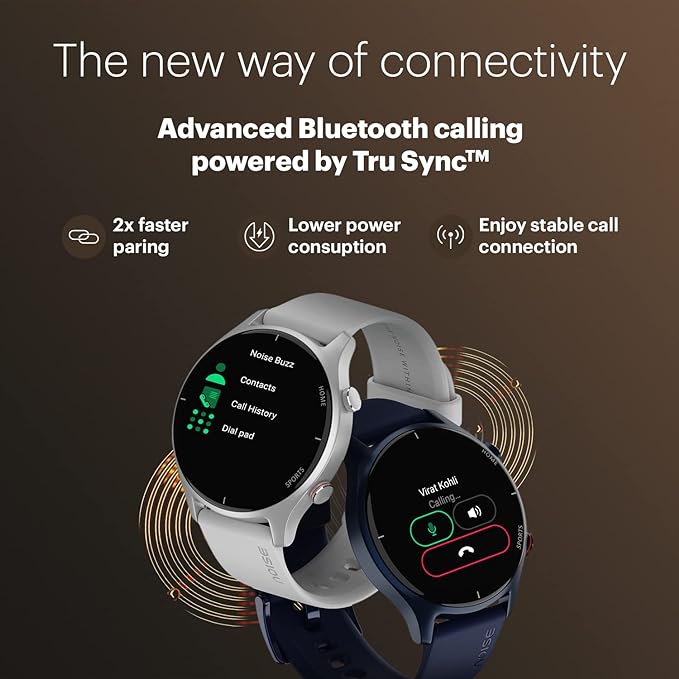 The new way of connectivity
Advanced Bluetooth calling
powered by Tru Sync™
2x faster
paring
Lower power
consuption
Enjoy stable call
connection
Noise Buzz
Contacts
Call History
Dial pad
HOME
SPORTS
NOISE WITHIN
noise
Virat Kohli
Calling...
HOME
SPORTS
noise